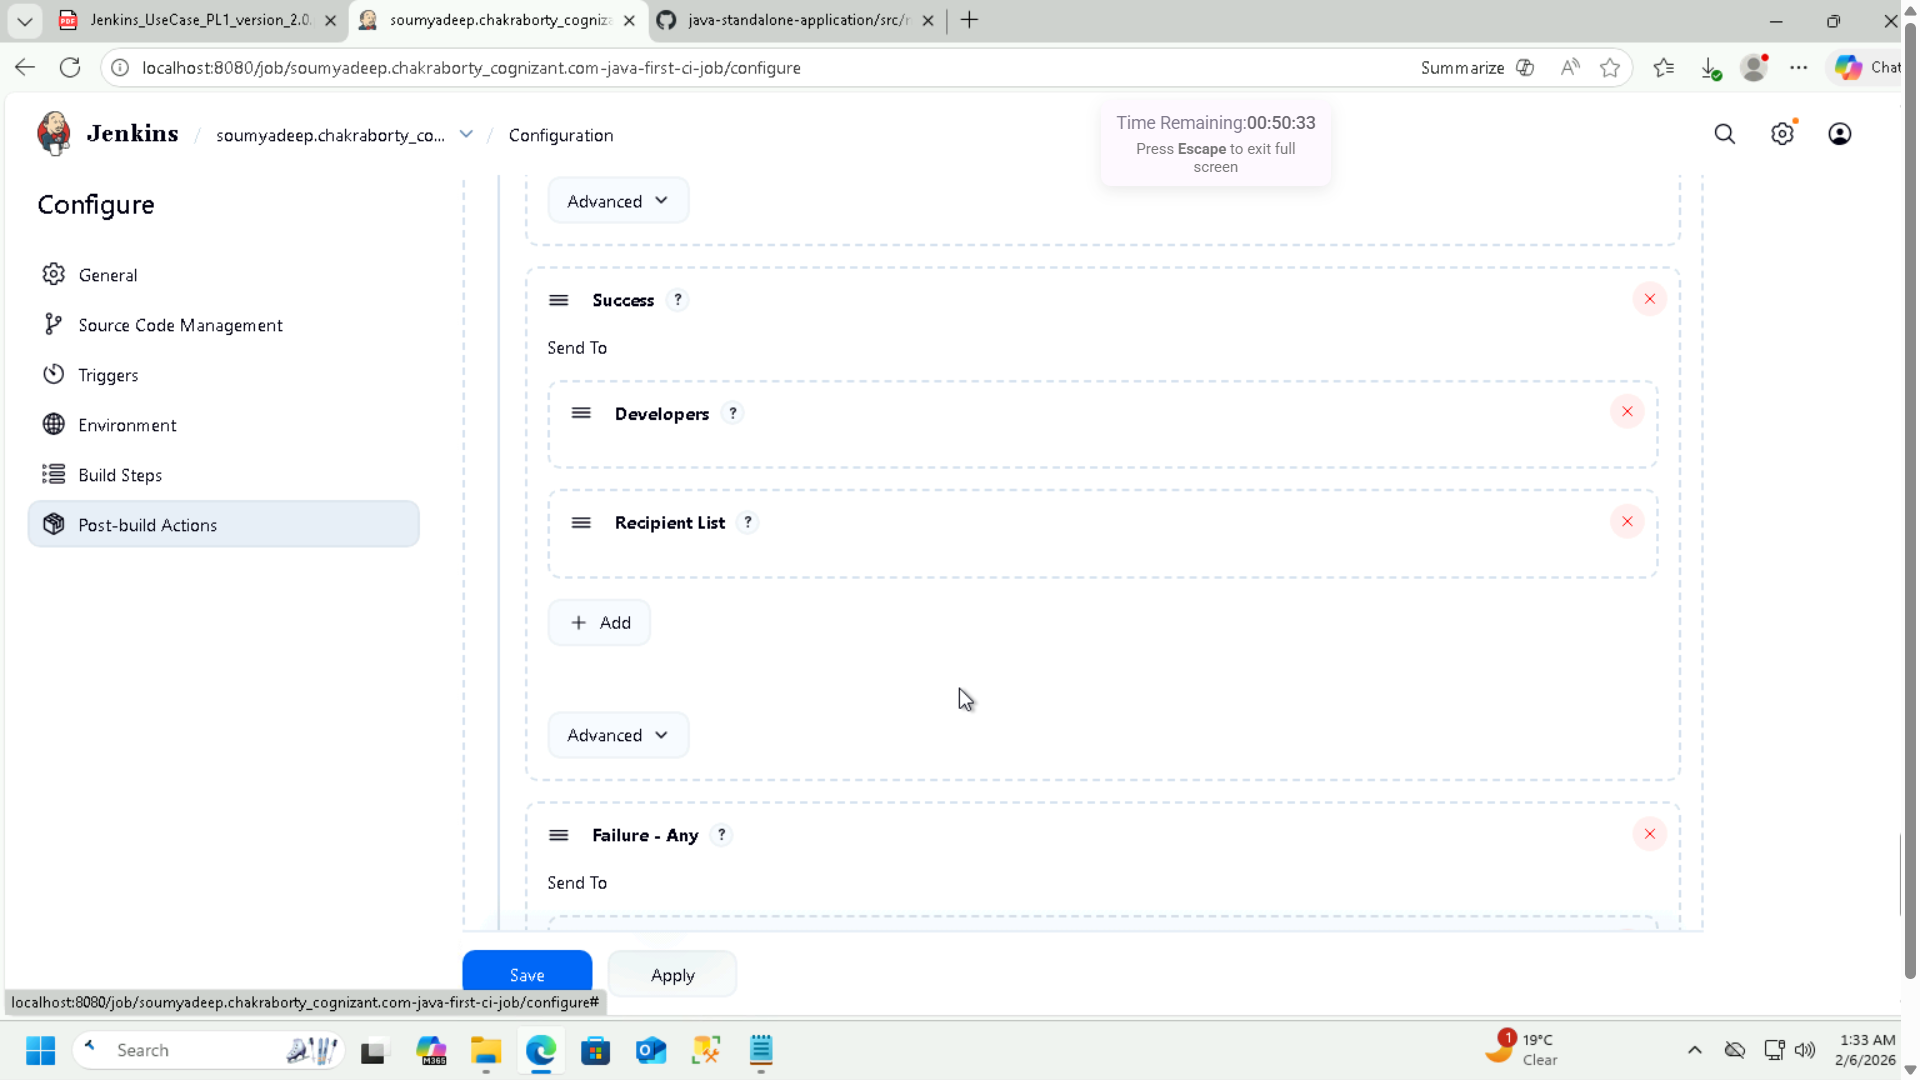 Jenkins_UseCase_PL1_version_2.0.
soumyadeep.chakraborty_cogniza
java-standalone-application/src/r
localhost:8080/job/soumyadeep.chakraborty_cognizant.com-java-first-ci-job/configure
Summarize
Chat
Jenkins / soumyadeep.chakraborty_co... / Configuration
Time Remaining:00:50:33
Press Escape to exit full
screen
Configure
General
Source Code Management
Triggers
Environment
Build Steps
Post-build Actions
Advanced
Success ?
Send To
Developers ?
Recipient List ?
+ Add
Advanced
Failure - Any ?
Send To
Save
Apply
localhost:8080/job/soumyadeep.chakraborty_cognizant.com-java-first-ci-job/configure#
Search
M365
1
19°C
Clear
1:33 AM
2/6/2026